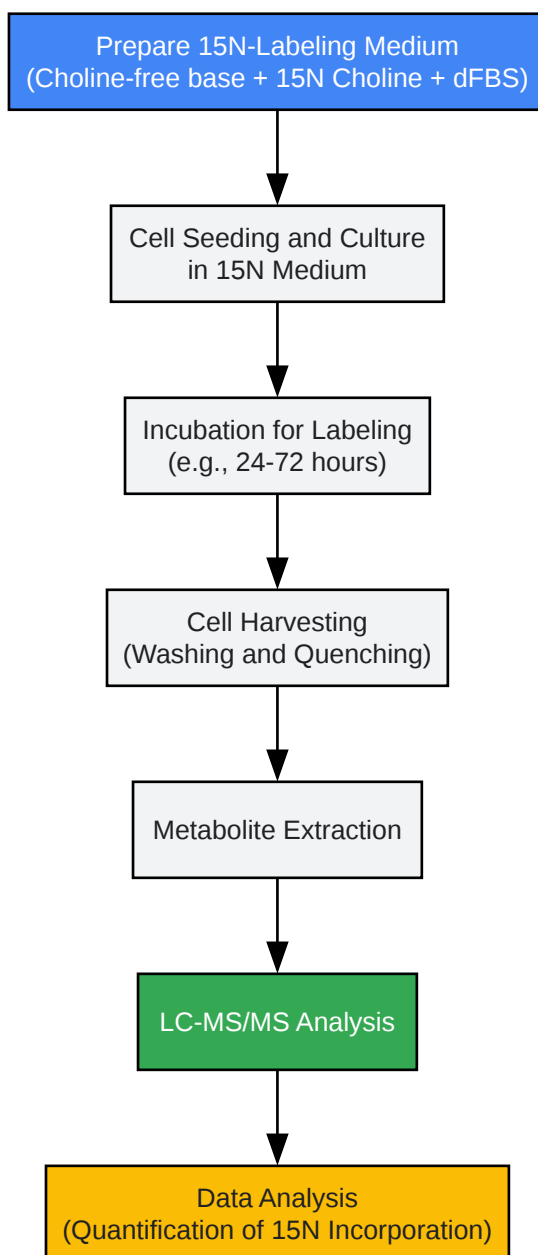 Prepare 15N-Labeling Medium
(Choline-free base + 15N Choline + dFBS)
Cell Seeding and Culture
in 15N Medium
Incubation for Labeling
(e.g., 24-72 hours)
Cell Harvesting
(Washing and Quenching)
Metabolite Extraction
LC-MS/MS Analysis
Data Analysis
(Quantification of 15N Incorporation)